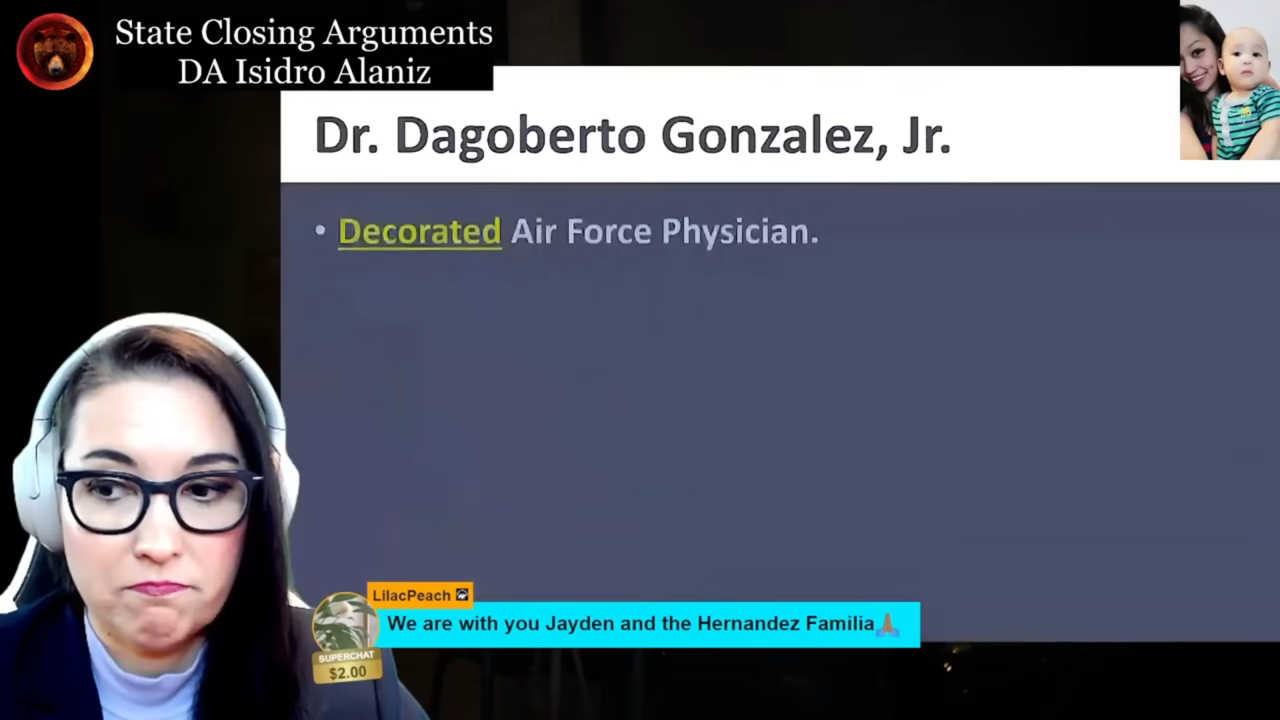 State Closing Arguments
DA Isidro Alaniz
Dr. Dagoberto Gonzalez, Jr.
• Decorated Air Force Physician.
LilacPeach
We are with you Jayden and the Hernandez Familia🙏🏽
SUPERCHAT
$2.00